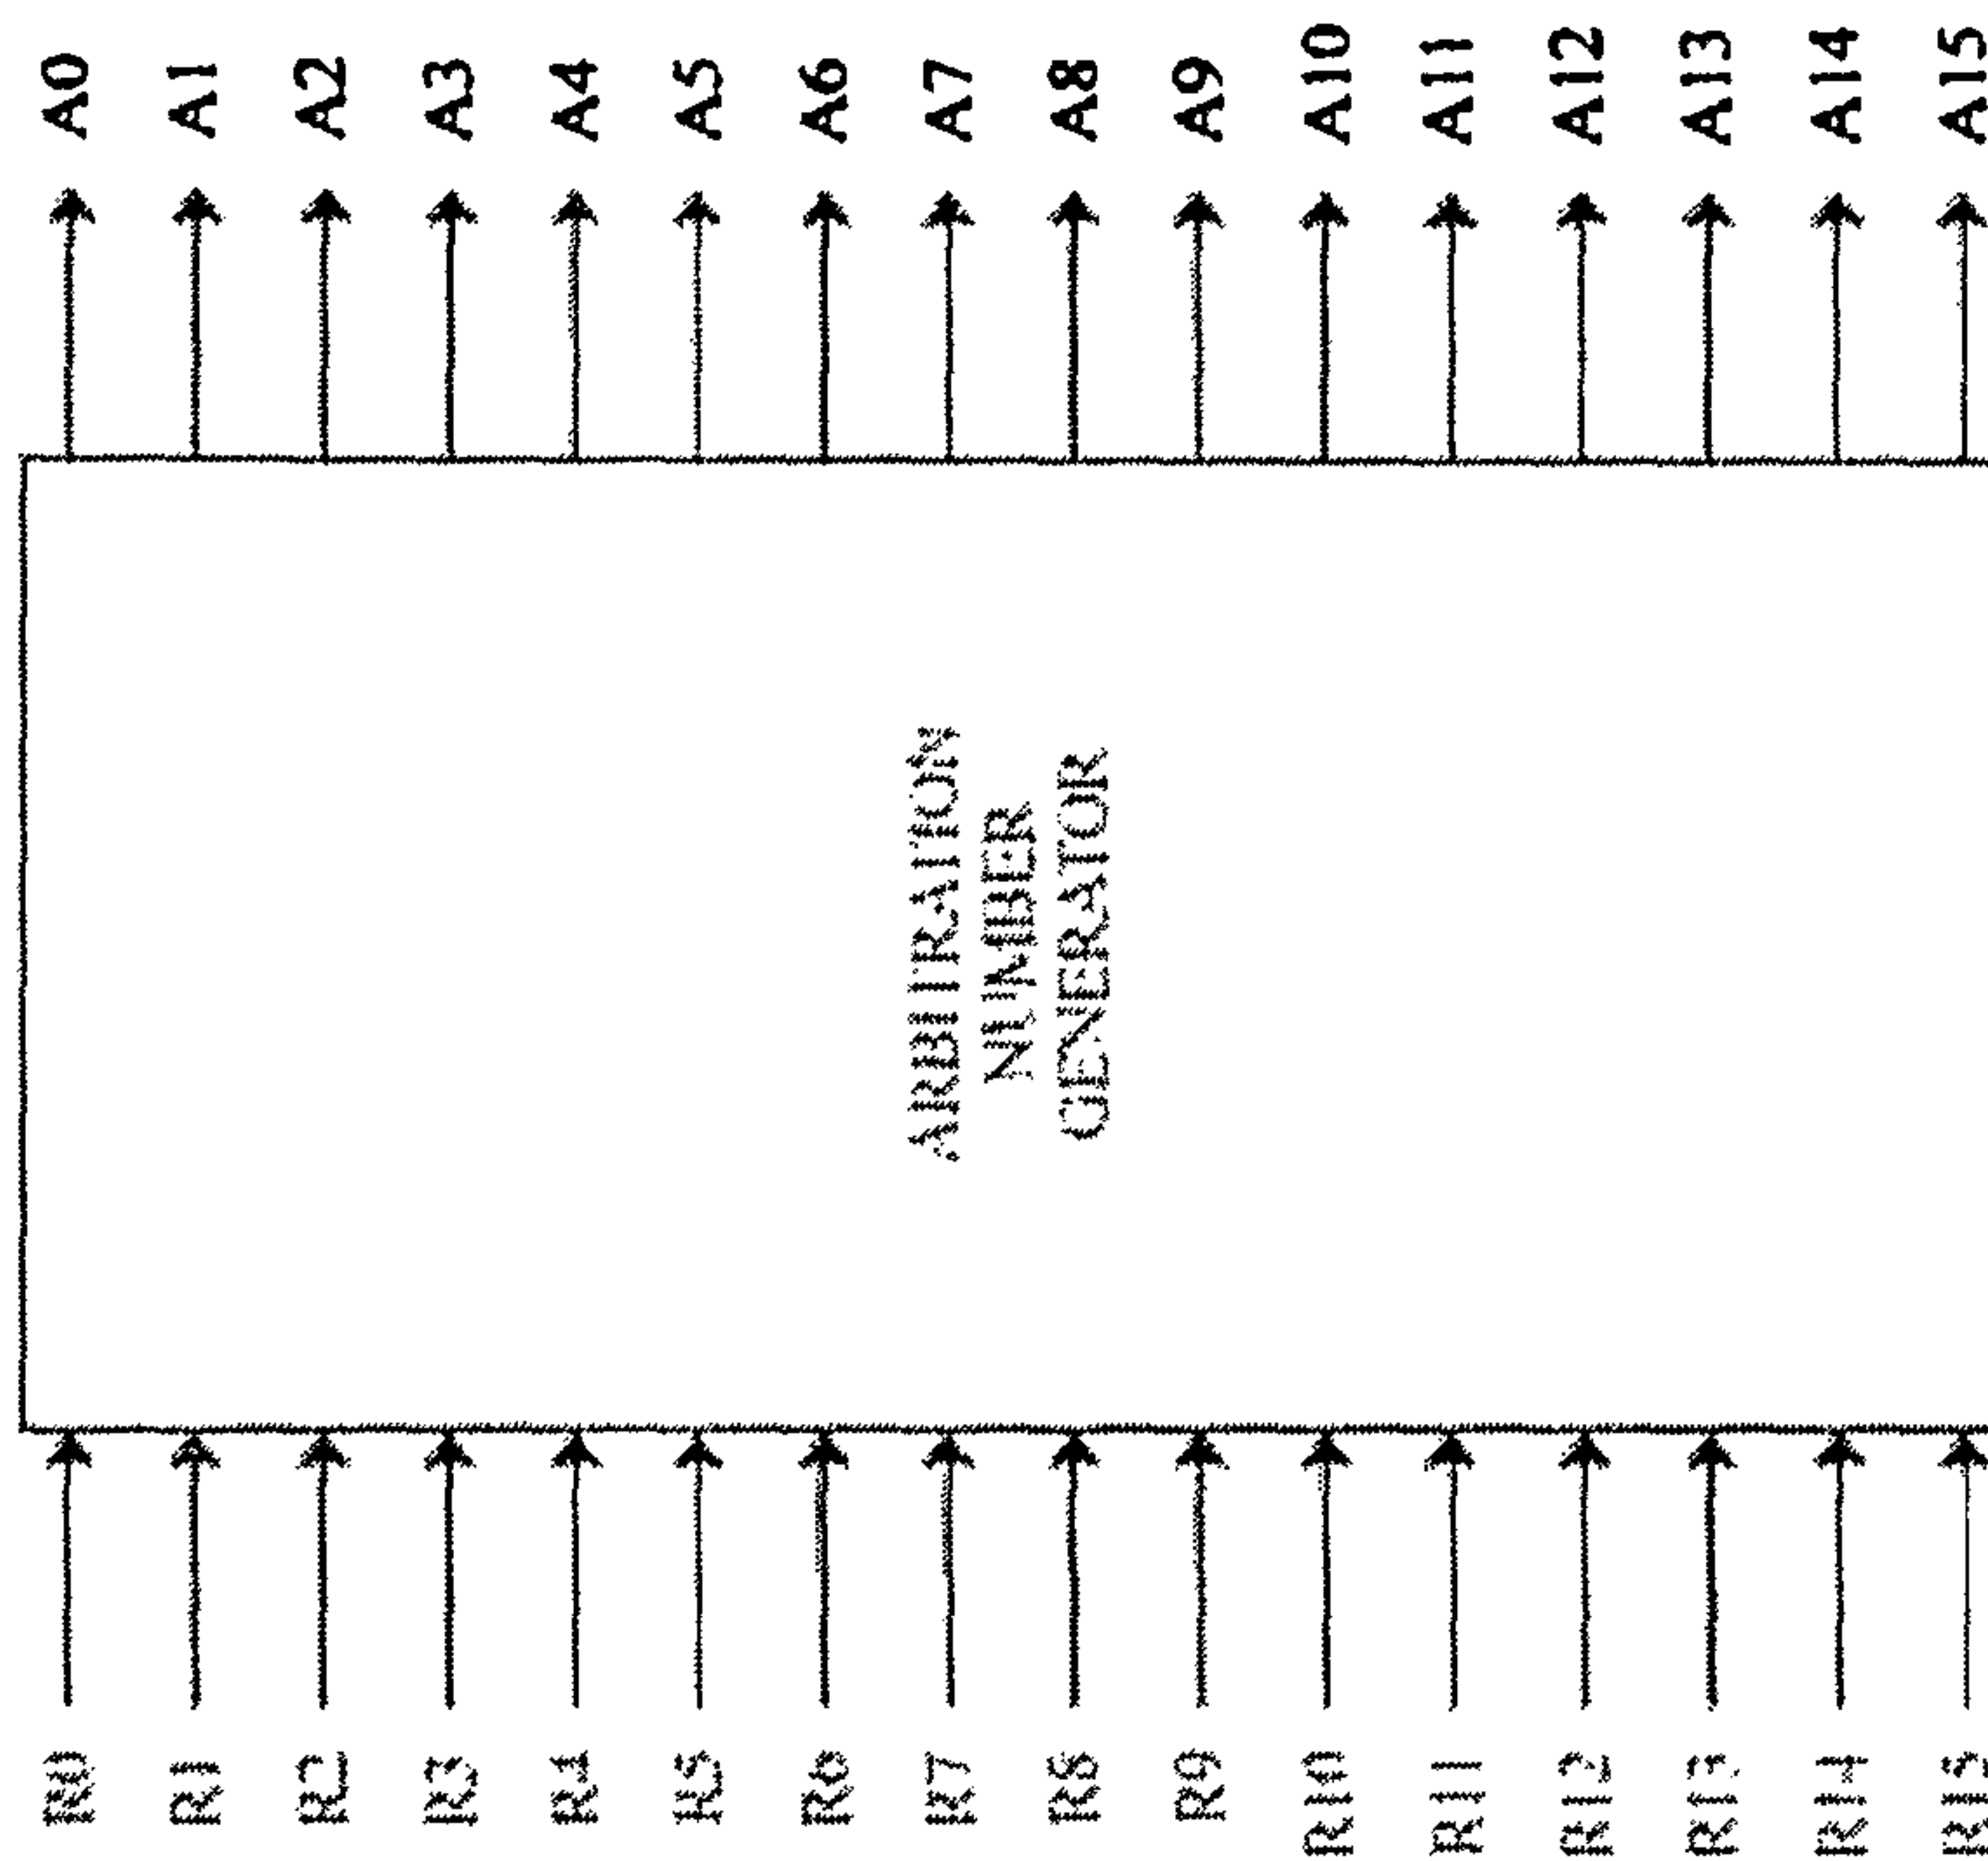 A0
A1
A2
A3
A4
A5
A6
A7
A8
A9
A10
A11
A12
A13
A14
A15
ARBITRATION
NUMBER
GENERATOR
R0
R1
R2
R3
R4
R5
R6
R7
R8
R9
R10
R11
R12
R13
R14
R15